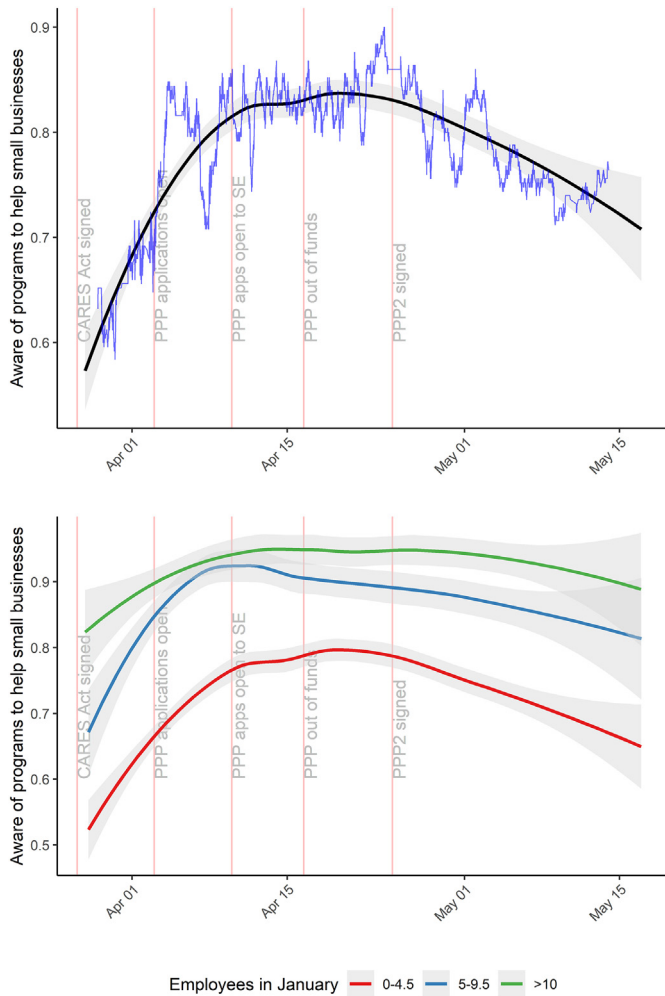 Aware of programs to help small businesses
0.9
0.8
0.7
0.6
CARES Act signed
PPP applications open
PPP apps open to SE
PPP out of funds
PPP2 signed
Apr 01
Apr 15
May 01
May 15
Aware of programs to help small businesses
0.9
0.8
0.7
0.6
0.5
CARES Act signed
PPP applications open
PPP apps open to SE
PPP out of funds
PPP2 signed
Apr 01
Apr 15
May 01
May 15
Employees in January 0-4.5 5-9.5 >10